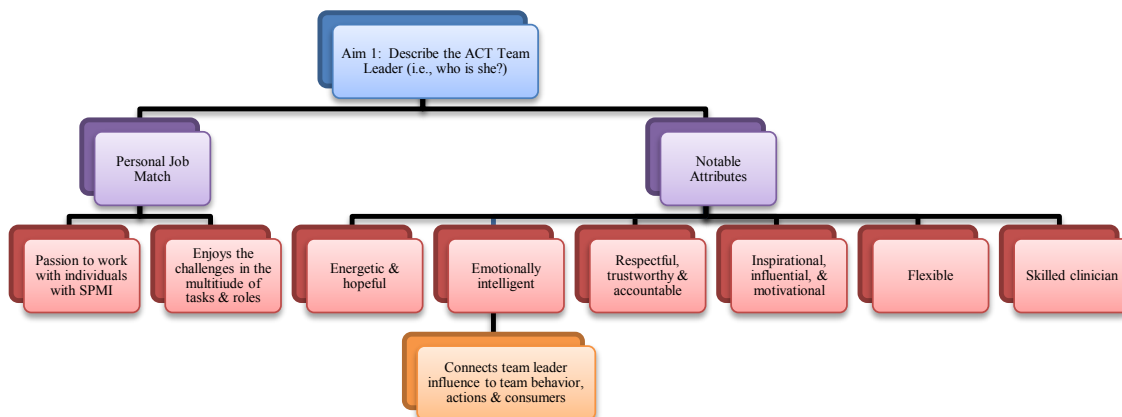 Aim 1:  Describe the ACT Team
Leader (i.e., who is she?)
Personal Job
Match
Notable
Attributes
Passion to work
with individuals
with SPMI
Enjoys the
challenges in the
multitiude of
tasks & roles
Energetic &
hopeful
Emotionally
intelligent
Respectful,
trustworthy &
accountable
Inspirational,
influential, &
motivational
Flexible
Skilled clinician
Connects team leader
influence to team behavior,
actions & consumers